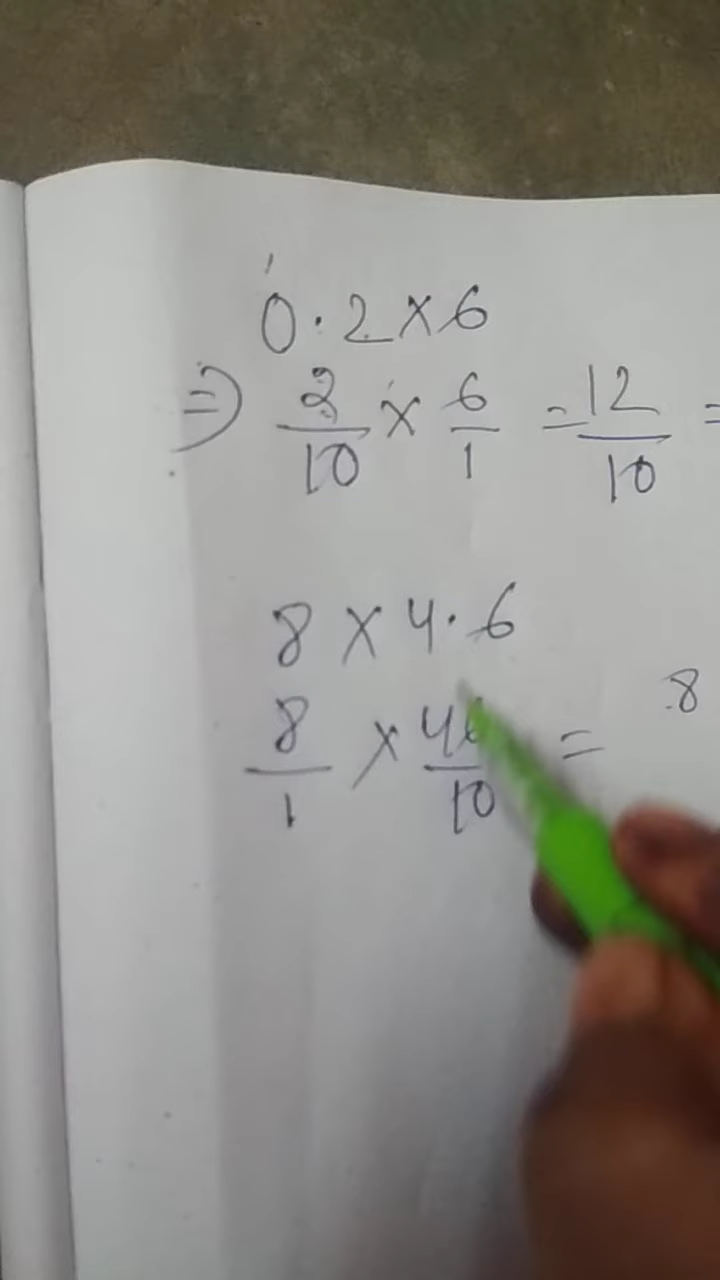 0.2×6
⇒ 2/10 × 6/1 = 12/10 =
8×4.6
8/1 × 46/10 = 8